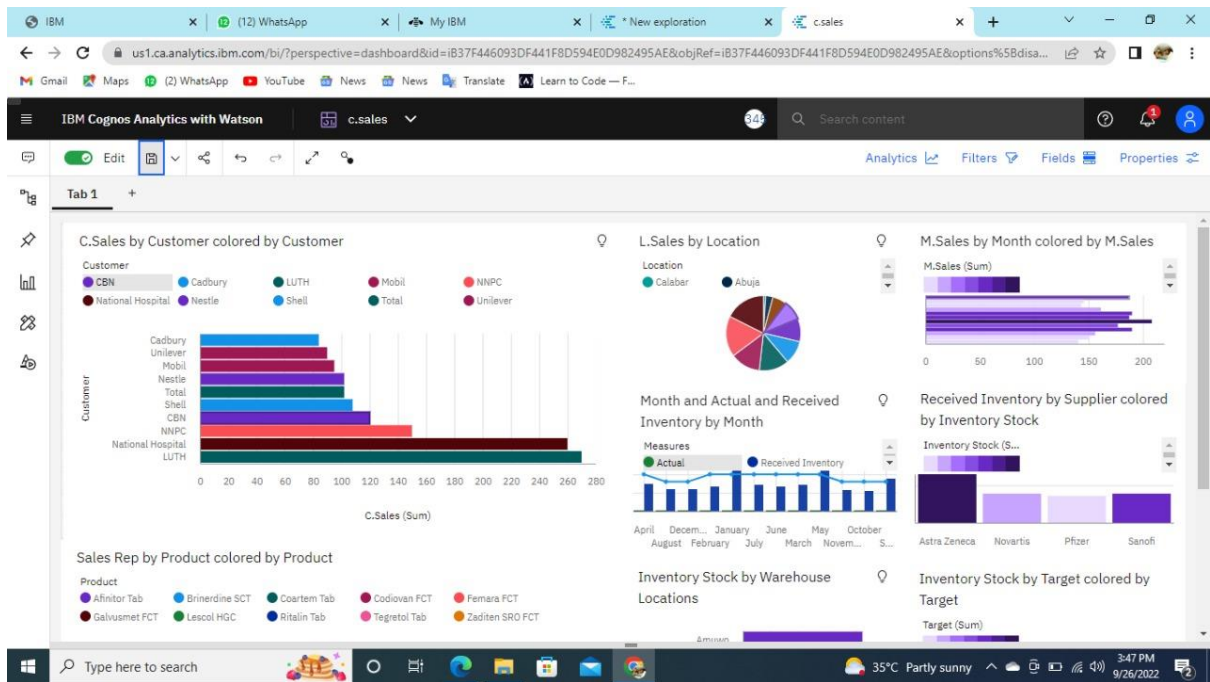 IBM
(12) WhatsApp
My IBM
* New exploration
c.sales
us1.ca.analytics.ibm.com/bi/?perspective=dashboard&id=iB37F446093DF441F8D594E0D982495AE&objRef=iB37F446093DF441F8D594E0D982495AE&options%5Bdisa...
Gmail Maps (2) WhatsApp YouTube News News Translate Learn to Code — F...
IBM Cognos Analytics with Watson c.sales Search content 1
Edit Analytics Filters Fields Properties
Tab 1 +
C.Sales by Customer colored by Customer
Customer
CBN Cadbury LUTH Mobil NNPC
National Hospital Nestle Shell Total Unilever
Customer
Cadbury
Unilever
Mobil
Nestle
Total
Shell
CBN
NNPC
National Hospital
LUTH
0 20 40 60 80 100 120 140 160 180 200 220 240 260 280
C.Sales (Sum)
Sales Rep by Product colored by Product
Product
Afinitor Tab Brinerdine SCT Coartem Tab Codiovan FCT Femara FCT
Galvusmet FCT Lescol HGC Ritalin Tab Tegretol Tab Zaditen SRO FCT
L.Sales by Location
Location
Calabar Abuja
Month and Actual and Received
Inventory by Month
Measures
Actual Received Inventory
April Decem... January June May October
August February July March Novem... S...
Inventory Stock by Warehouse
Locations
Amuwn
M.Sales by Month colored by M.Sales
M.Sales (Sum)
0 50 100 150 200
Received Inventory by Supplier colored
by Inventory Stock
Inventory Stock (S...
Astra Zeneca Novartis Pfizer Sanofi
Inventory Stock by Target colored by
Target
Target (Sum)
Type here to search
35°C Partly sunny
3:47 PM
9/26/2022
2